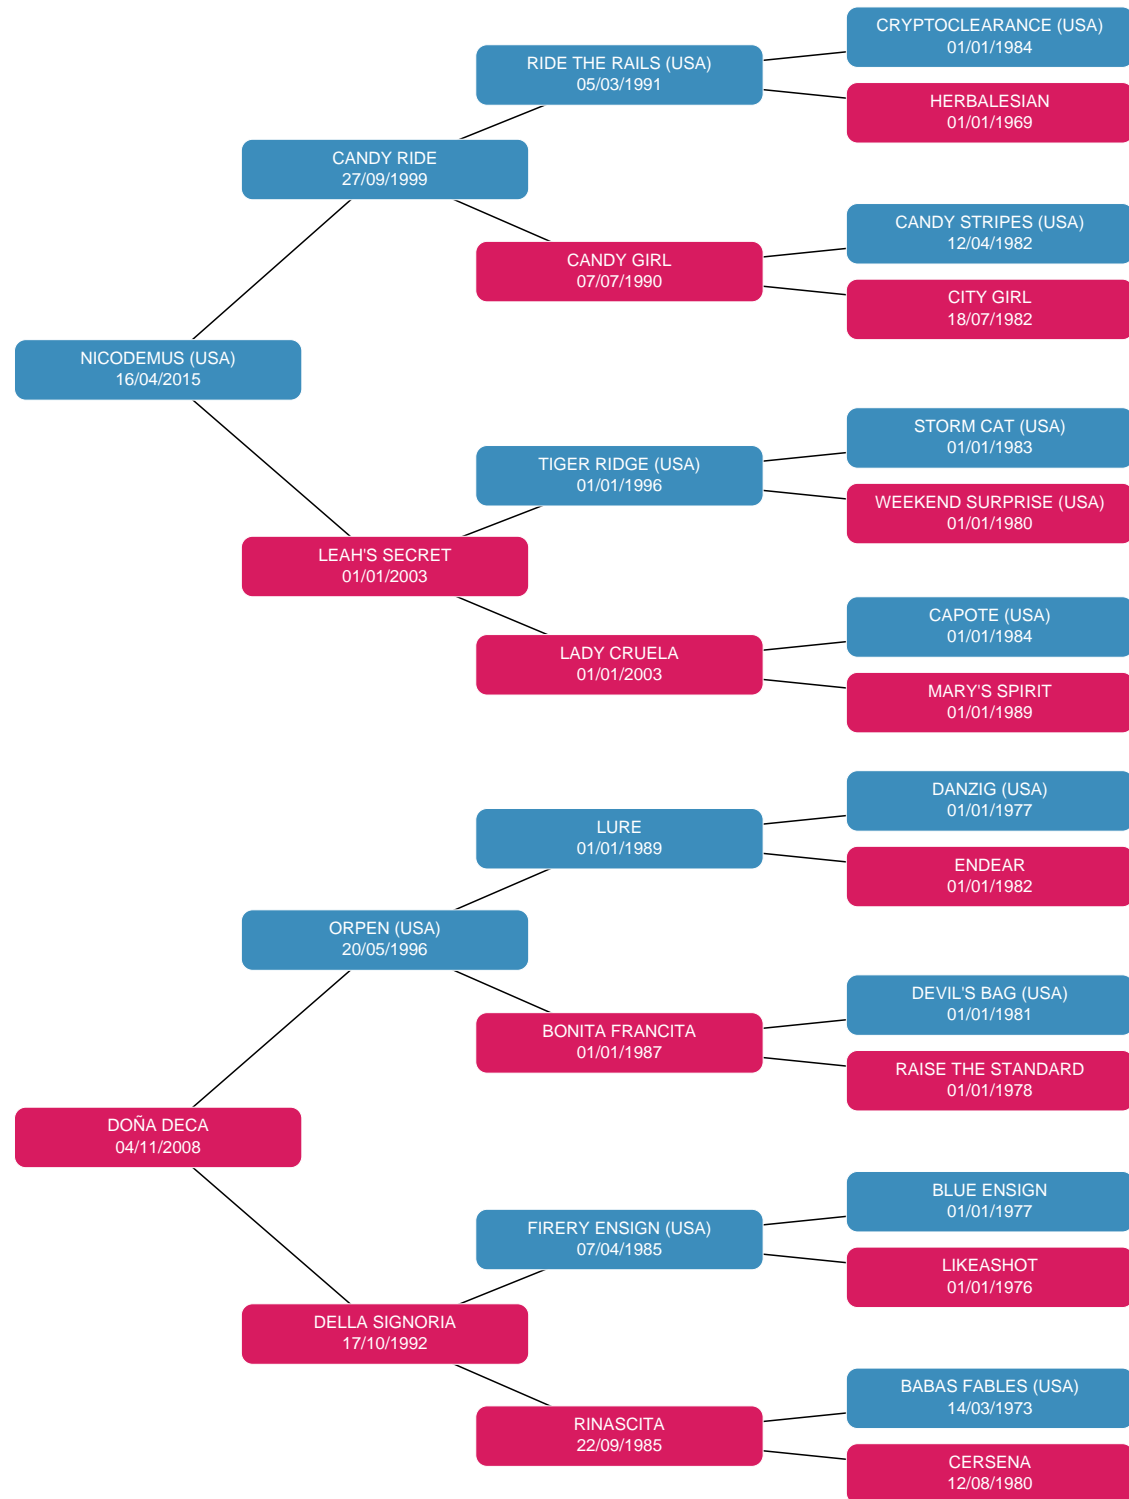 CRYPTOCLEARANCE (USA)
01/01/1984
RIDE THE RAILS (USA)
05/03/1991
HERBALESIAN
01/01/1969
CANDY RIDE
27/09/1999
CANDY STRIPES (USA)
12/04/1982
CANDY GIRL
07/07/1990
CITY GIRL
18/07/1982
NICODEMUS (USA)
16/04/2015
STORM CAT (USA)
01/01/1983
TIGER RIDGE (USA)
01/01/1996
WEEKEND SURPRISE (USA)
01/01/1980
LEAH'S SECRET
01/01/2003
CAPOTE (USA)
01/01/1984
LADY CRUELA
01/01/2003
MARY'S SPIRIT
01/01/1989
DANZIG (USA)
01/01/1977
LURE
01/01/1989
ENDEAR
01/01/1982
ORPEN (USA)
20/05/1996
DEVIL'S BAG (USA)
01/01/1981
BONITA FRANCITA
01/01/1987
RAISE THE STANDARD
01/01/1978
DOÑA DECA
04/11/2008
BLUE ENSIGN
01/01/1977
FIRERY ENSIGN (USA)
07/04/1985
LIKEASHOT
01/01/1976
DELLA SIGNORIA
17/10/1992
BABAS FABLES (USA)
14/03/1973
RINASCITA
22/09/1985
CERSENA
12/08/1980